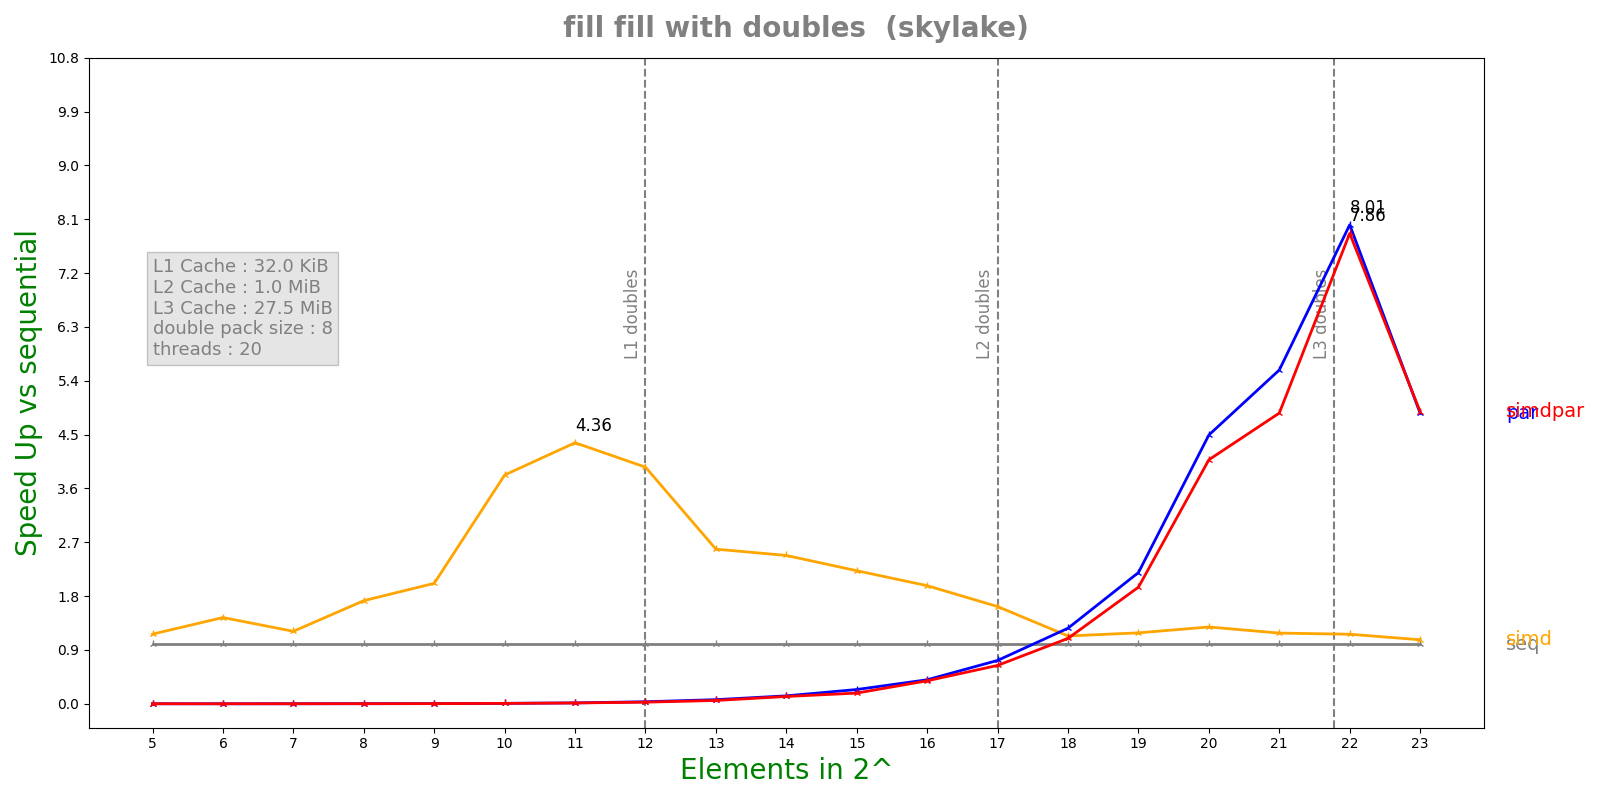 fill fill with doubles (skylake)
Speed Up vs sequential
10.8
9.9
9.0
8.1
7.2
6.3
5.4
4.5
3.6
2.7
1.8
0.9
0.0
L1 Cache : 32.0 KiB
L2 Cache : 1.0 MiB
L3 Cache : 27.5 MiB
double pack size : 8
threads : 20
L1 doubles
L2 doubles
L3 doubles
4.36
8.01
7.86
simdpar
par
simd
seq
5 6 7 8 9 10 11 12 13 14 15 16 17 18 19 20 21 22 23
Elements in 2^